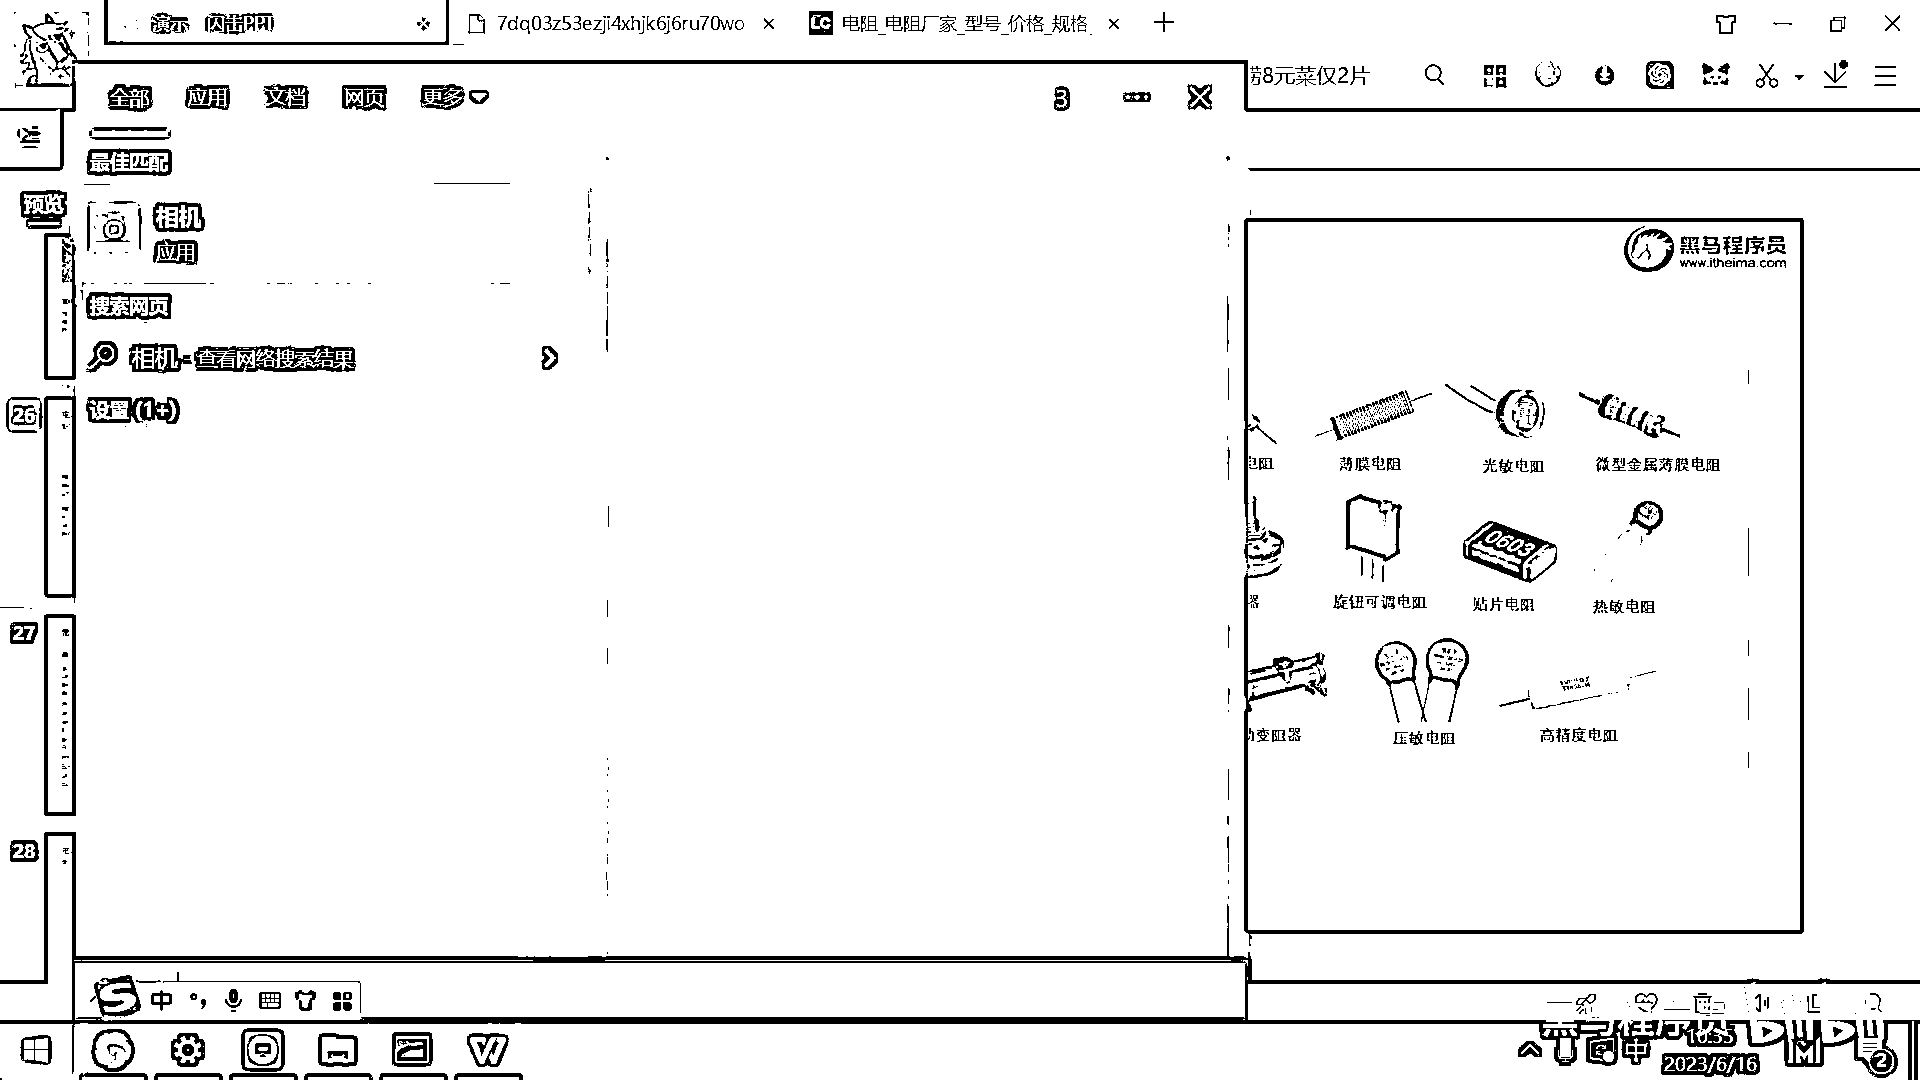 演示 闪击PPT
7dq03z53ezji4xhjk6j6ru70wo
电阻_电阻厂家_型号_价格_规格
8元菜仅2片
全部
应用
文档
网页
更多
3
最佳匹配
预览
相机
应用
搜索网页
相机 - 查看网络搜索结果
设置 (1+)
26
27
28
黑马程序员
www.itheima.com
电阻
薄膜电阻
光敏电阻
微型金属薄膜电阻
器
旋钮可调电阻
0603
贴片电阻
热敏电阻
变阻器
压敏电阻
高精度电阻
中
黑马程序员
中
2023/6/16
2